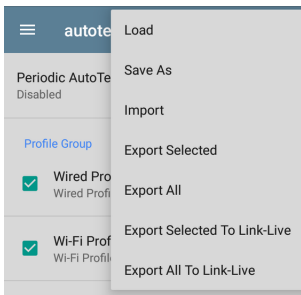 autote
Periodic AutoTe
Disabled
Profile Group
Wired Pro
Wired Profi
Wi-Fi Prof
Wi-Fi Profil
Load
Save As
Import
Export Selected
Export All
Export Selected To Link-Live
Export All To Link-Live